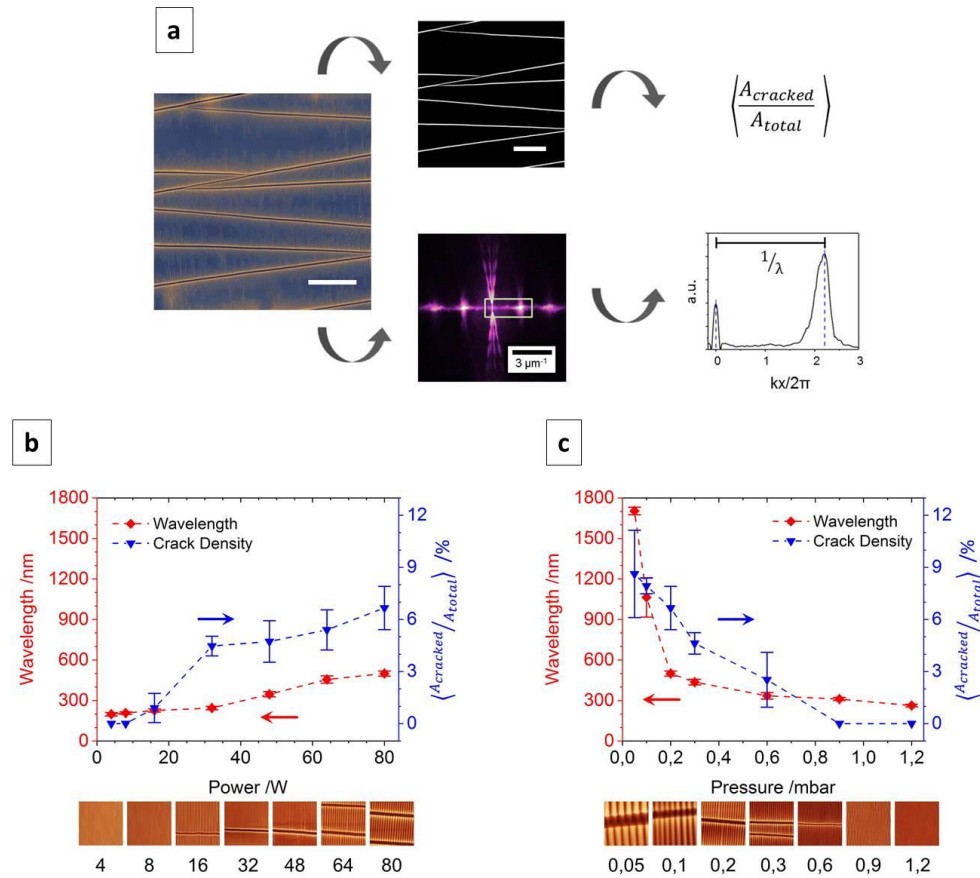 a
⟨A_cracked/A_total⟩
a.u.
1/λ
3 µm⁻¹
0 1 2 3
kx/2π
b
1800
1500
1200
900
600
300
0
Wavelength /nm
Wavelength
Crack Density
12
9
6
3
0
⟨A_cracked/A_total⟩ /%
0 20 40 60 80
Power /W
4 8 16 32 48 64 80
c
1800
1500
1200
900
600
300
0
Wavelength /nm
Wavelength
Crack Density
12
9
6
3
0
⟨A_cracked/A_total⟩ /%
0,0 0,2 0,4 0,6 0,8 1,0 1,2
Pressure /mbar
0,05 0,1 0,2 0,3 0,6 0,9 1,2